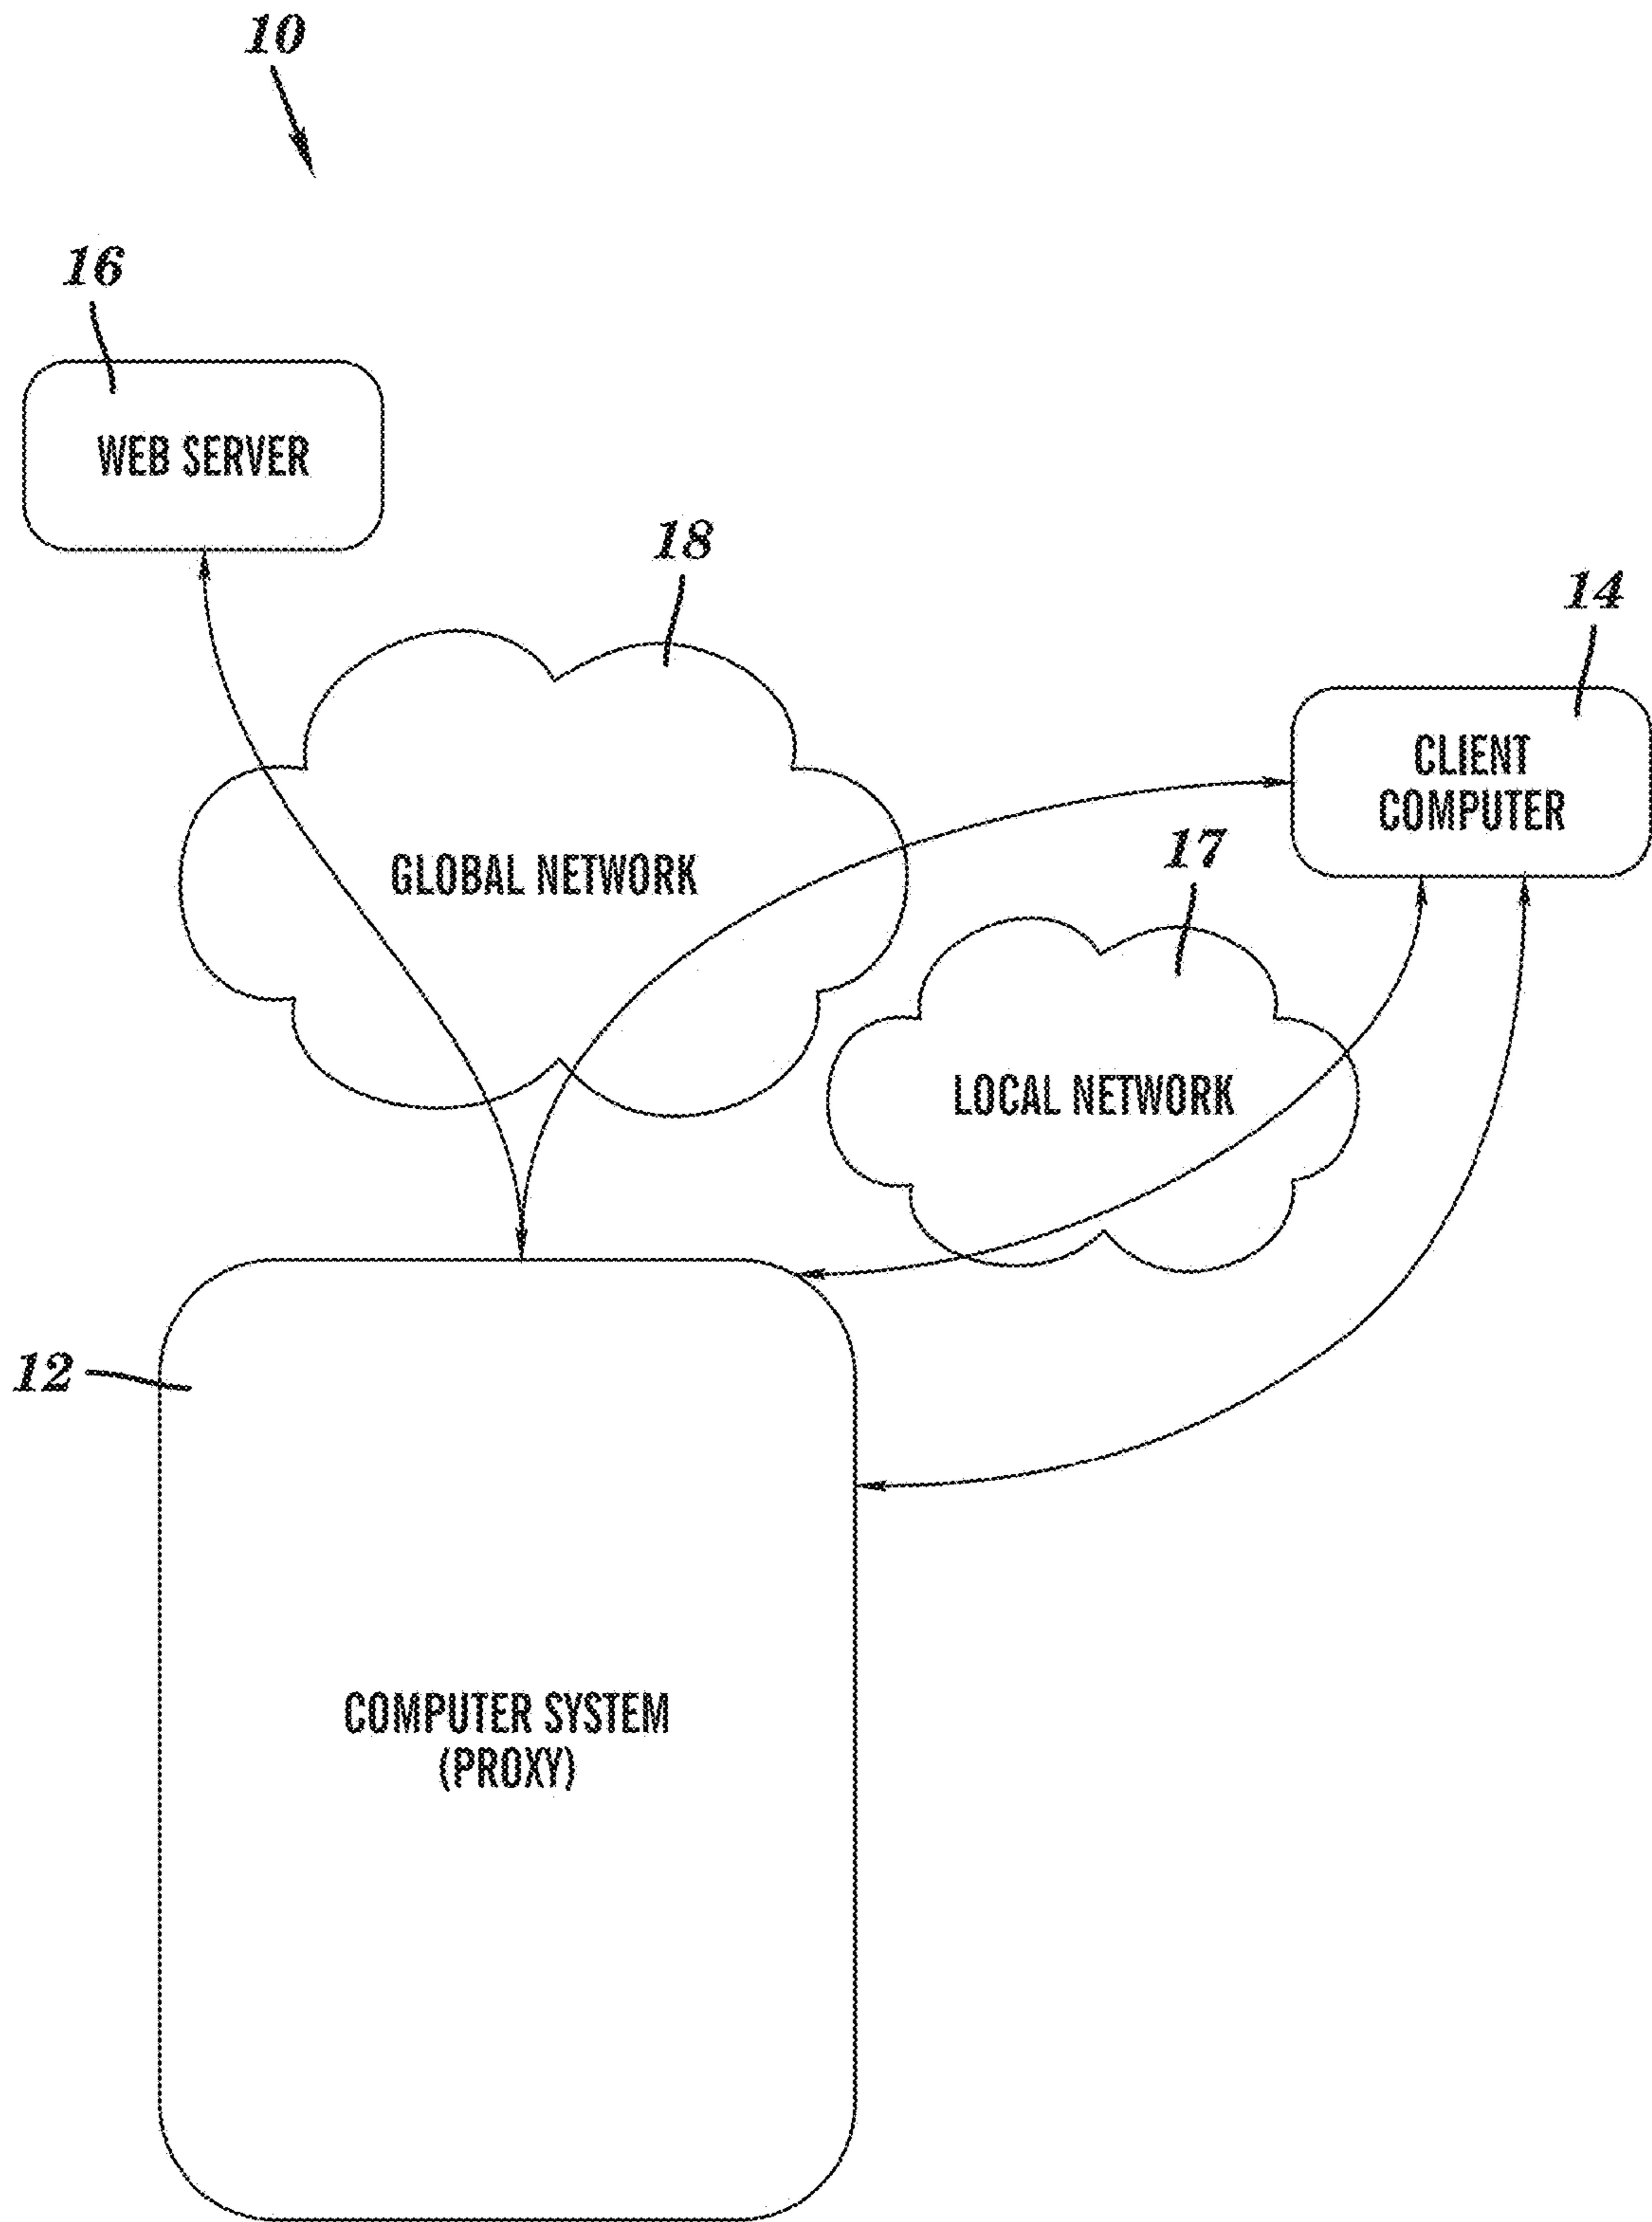 10
16
WEB SERVER
18
14
CLIENT
COMPUTER
17
GLOBAL NETWORK
LOCAL NETWORK
12
COMPUTER SYSTEM
(PROXY)